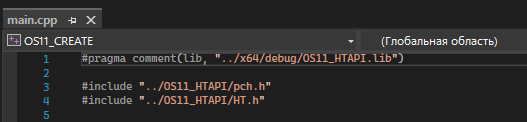 main.cpp
OS11_CREATE (Глобальная область)
1 #pragma comment(lib, "../x64/debug/OS11_HTAPI.lib")
2
3 #include "../OS11_HTAPI/pch.h"
4 #include "../OS11_HTAPI/HT.h"
5